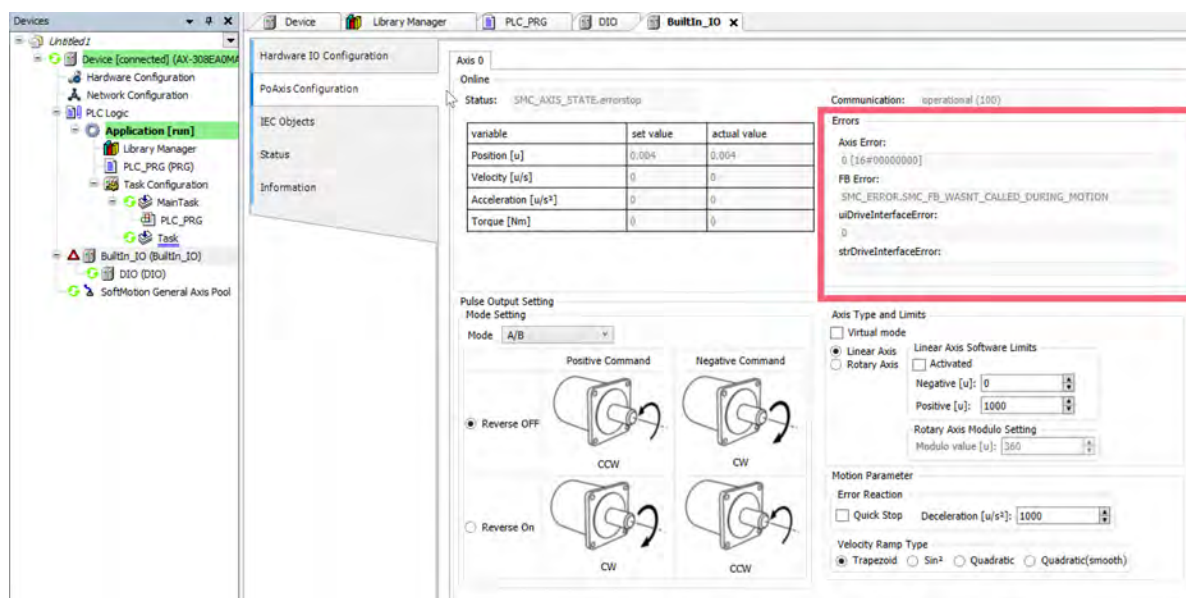 Devices
Device
Library Manager
PLC_PRG
DIO
BuiltIn_IO
Untitled1
Device [connected] (AX-308EA0MA
Hardware Configuration
Network Configuration
PLC Logic
Application [run]
Library Manager
PLC_PRG (PRG)
Task Configuration
MainTask
PLC_PRG
Task
BuiltIn_IO (BuiltIn_IO)
DIO (DIO)
SoftMotion General Axis Pool
Hardware IO Configuration
PoAxis Configuration
IEC Objects
Status
Information
Axis 0
Online
Status: SMC_AXIS_STATE.errorstop
Communication: operational (100)
variable set value actual value
Position [u] 0.004 0.004
Velocity [u/s] 0 0
Acceleration [u/s²] 0 0
Torque [Nm] 0 0
Errors
Axis Error:
0 [16#00000000]
FB Error:
SMC_ERROR.SMC_FB_WASNT_CALLED_DURING_MOTION
uiDriveInterfaceError:
0
strDriveInterfaceError:
Pulse Output Setting
Mode Setting
Mode A/B
Positive Command Negative Command
Reverse OFF
CCW CW
Reverse On
CW CCW
Axis Type and Limits
Virtual mode
Linear Axis
Rotary Axis
Linear Axis Software Limits
Activated
Negative [u]: 0
Positive [u]: 1000
Rotary Axis Modulo Setting
Modulo value [u]: 360
Motion Parameter
Error Reaction
Quick Stop Deceleration [u/s²]: 1000
Velocity Ramp Type
Trapezoid Sin² Quadratic Quadratic(smooth)